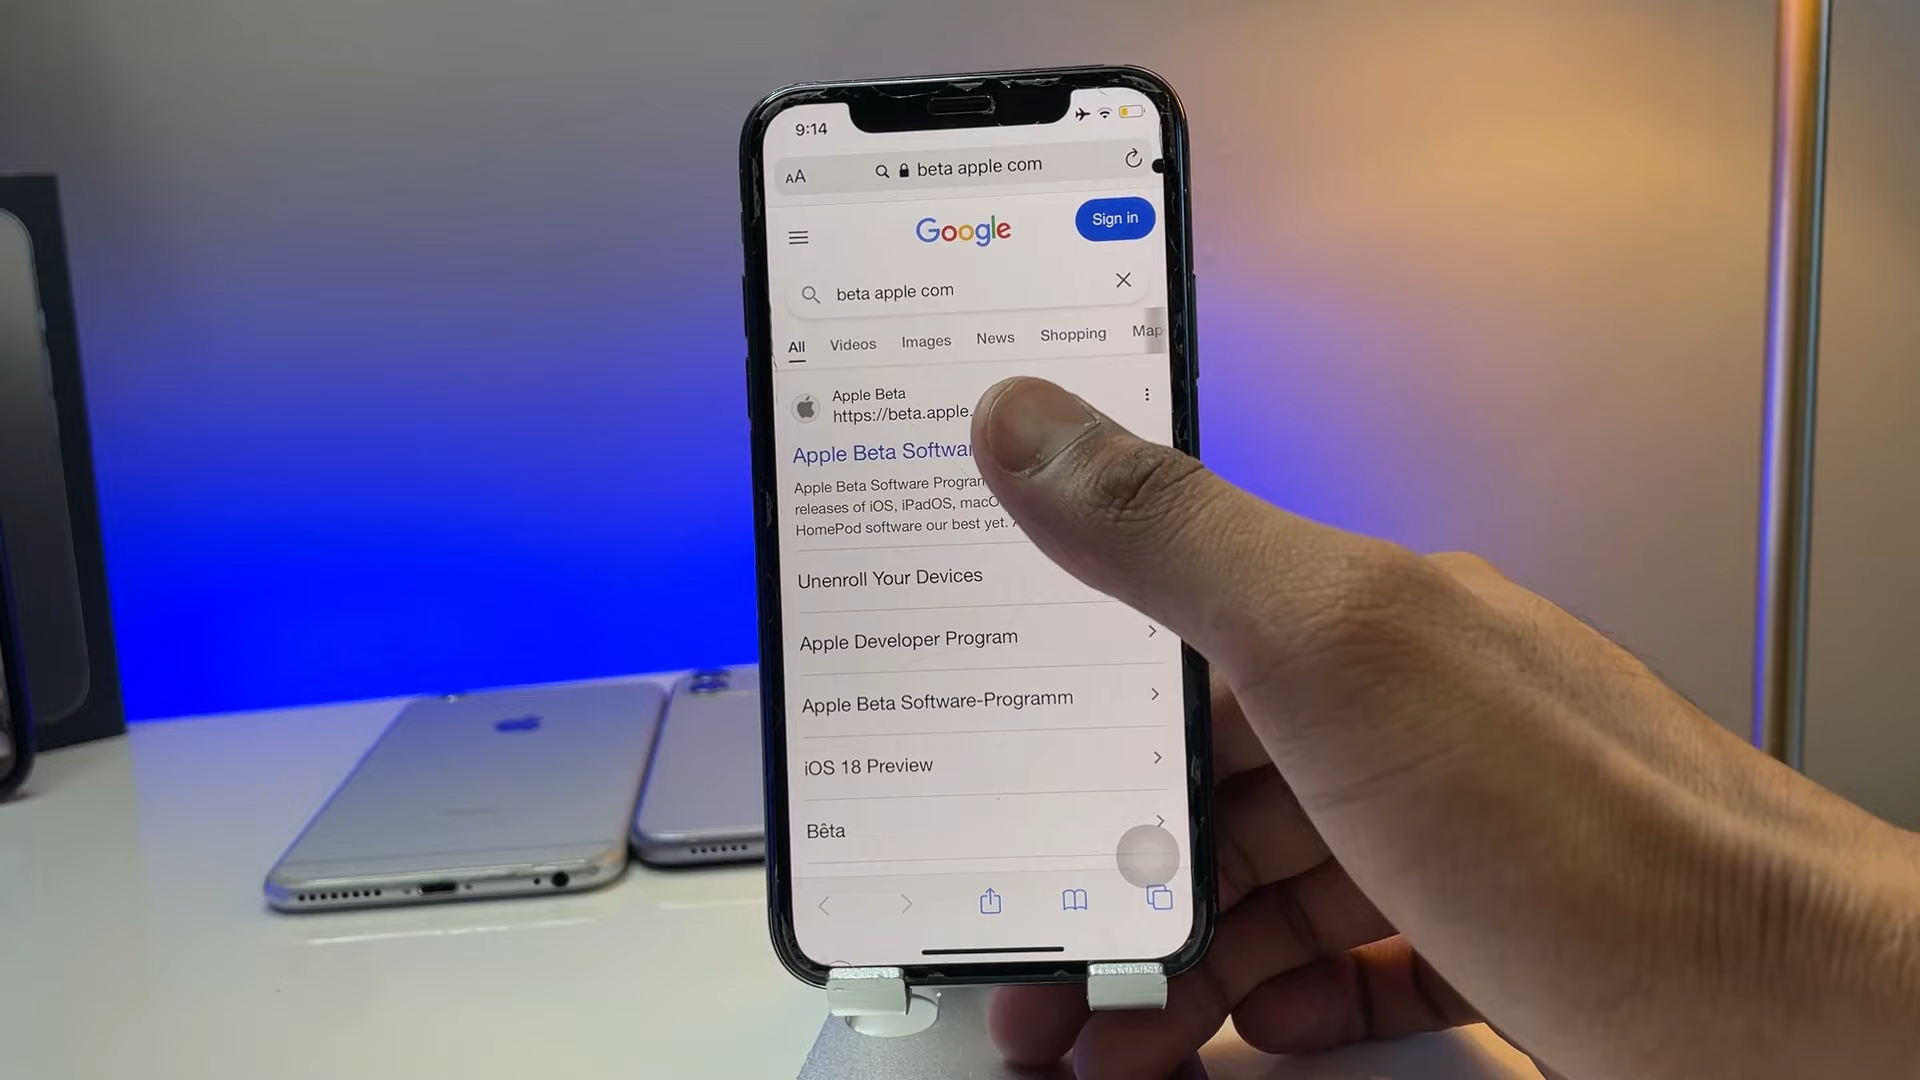 9:14
AA beta apple com
Google
Sign in
beta apple com
All Videos Images News Shopping Map
Apple Beta
https://beta.apple.
Apple Beta Softwar
Apple Beta Software Program
releases of iOS, iPadOS, macO
HomePod software our best yet.
Unenroll Your Devices
Apple Developer Program
Apple Beta Software-Programm
iOS 18 Preview
Bêta